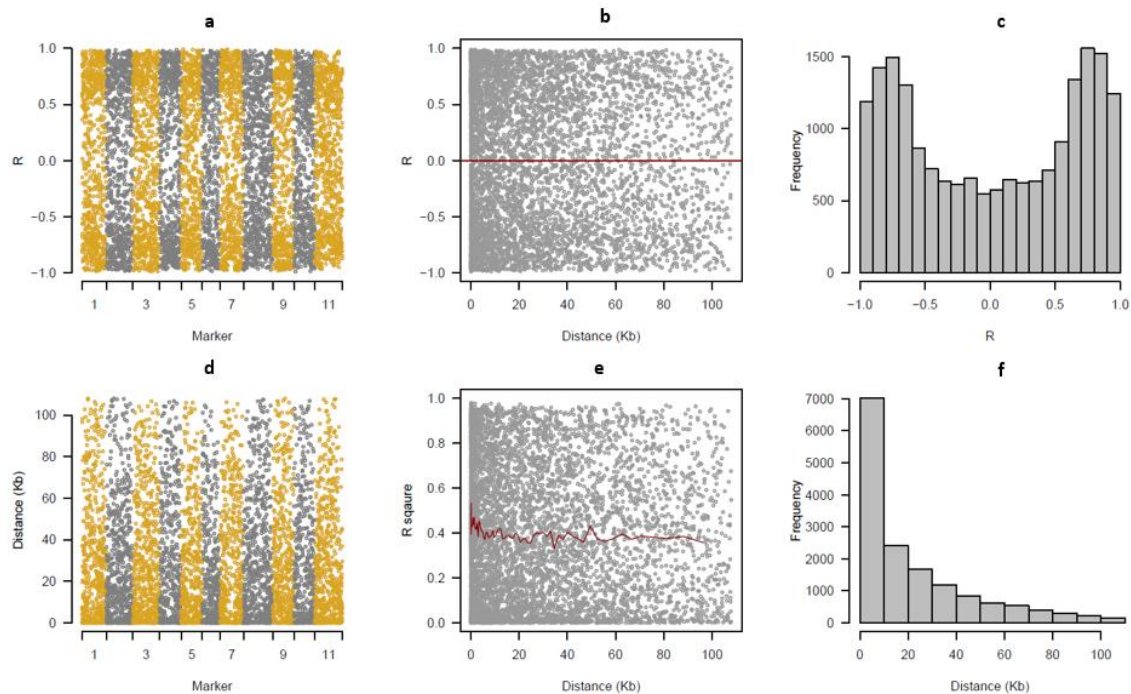 a
1.0
0.5
0.0
−0.5
−1.0
R
1 3 5 7 9 11
Marker
b
1.0
0.5
0.0
−0.5
−1.0
R
0 20 40 60 80 100
Distance (Kb)
c
1500
1000
500
0
Frequency
−1.0 −0.5 0.0 0.5 1.0
R
d
100
80
60
40
20
0
Distance (Kb)
1 3 5 7 9 11
Marker
e
1.0
0.8
0.6
0.4
0.2
0.0
R sqaure
0 20 40 60 80 100
Distance (Kb)
f
7000
6000
5000
4000
3000
2000
1000
0
Frequency
0 20 40 60 80 100
Distance (Kb)